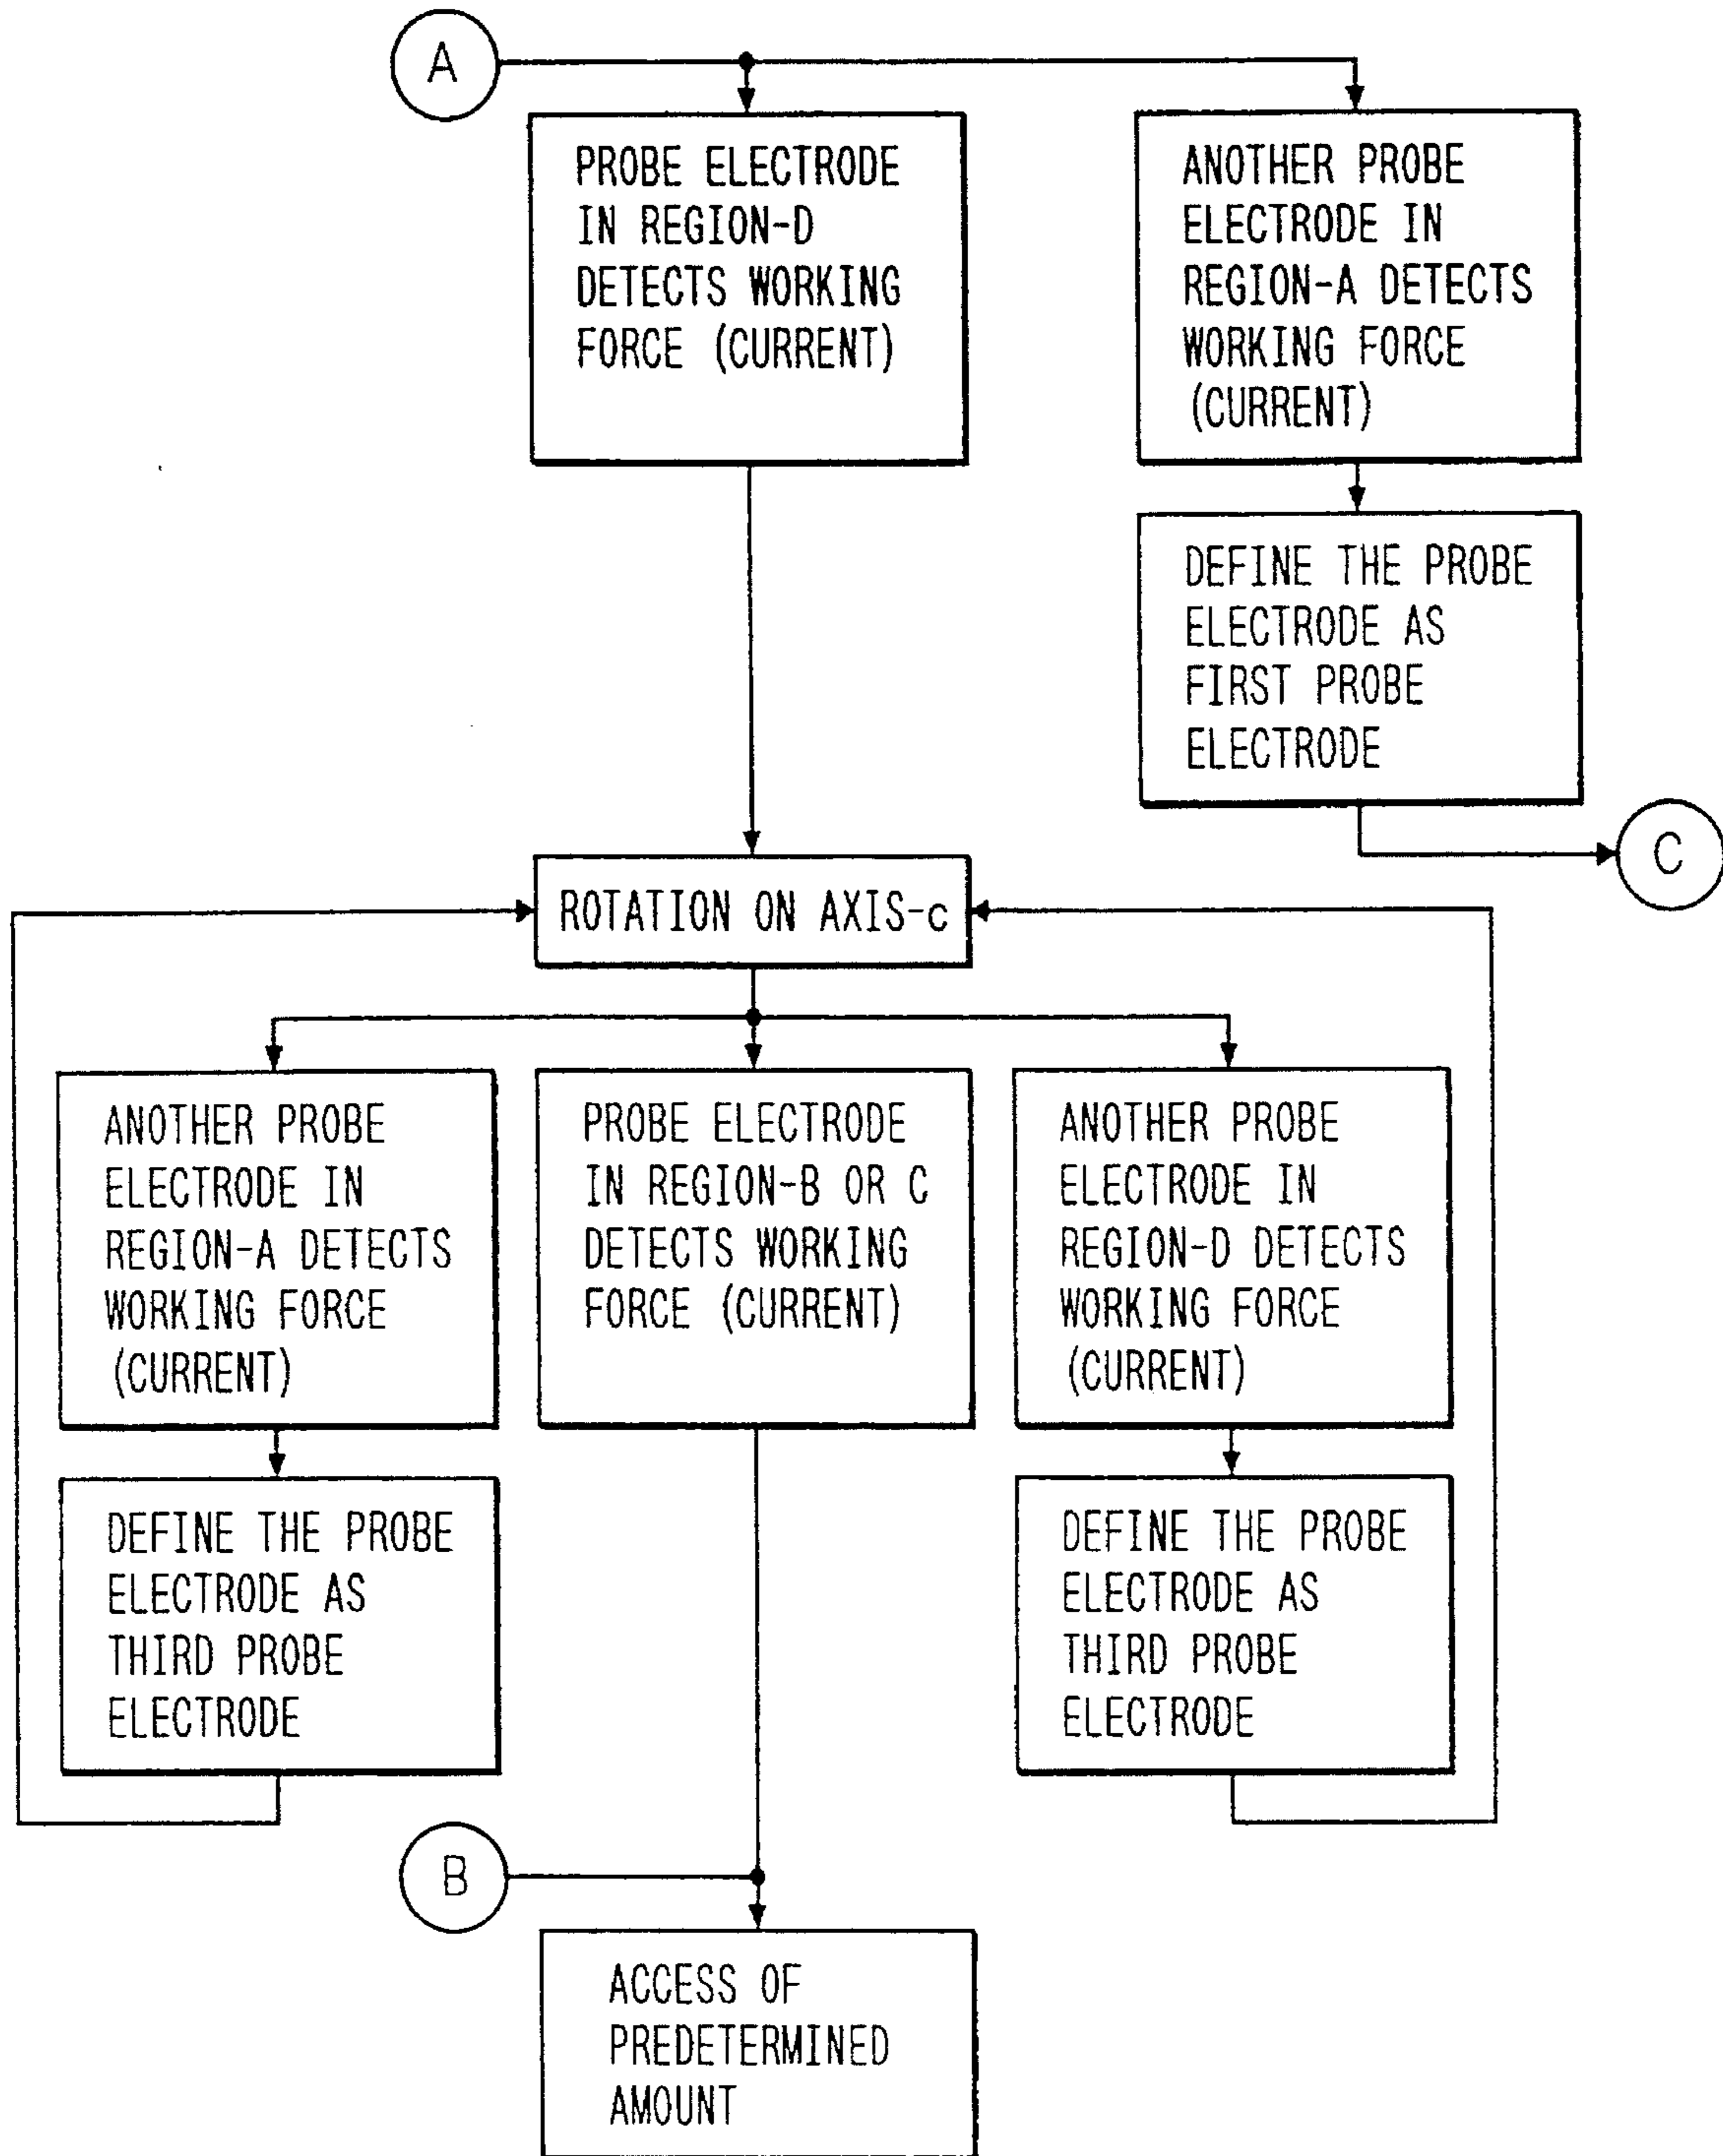 A
PROBE ELECTRODE
IN REGION-D
DETECTS WORKING
FORCE (CURRENT)
ANOTHER PROBE
ELECTRODE IN
REGION-A DETECTS
WORKING FORCE
(CURRENT)
DEFINE THE PROBE
ELECTRODE AS
FIRST PROBE
ELECTRODE
C
ROTATION ON AXIS-c
ANOTHER PROBE
ELECTRODE IN
REGION-A DETECTS
WORKING FORCE
(CURRENT)
PROBE ELECTRODE
IN REGION-B OR C
DETECTS WORKING
FORCE (CURRENT)
ANOTHER PROBE
ELECTRODE IN
REGION-D DETECTS
WORKING FORCE
(CURRENT)
DEFINE THE PROBE
ELECTRODE AS
THIRD PROBE
ELECTRODE
DEFINE THE PROBE
ELECTRODE AS
THIRD PROBE
ELECTRODE
B
ACCESS OF
PREDETERMINED
AMOUNT